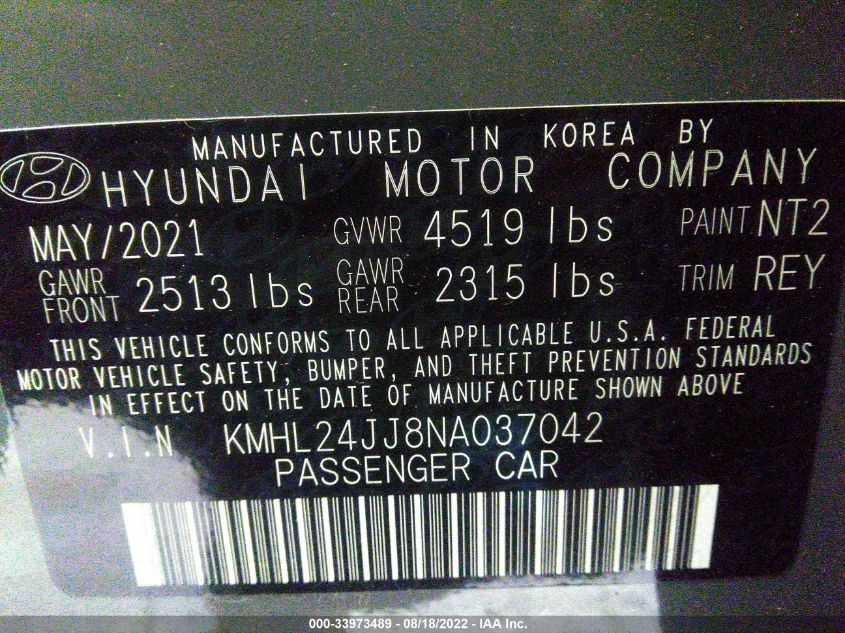 MANUFACTURED IN KOREA BY
HYUNDAI MOTOR COMPANY
MAY/2021 GVWR 4519 lbs PAINT NT2
GAWR FRONT 2513 lbs GAWR REAR 2315 lbs TRIM REY
THIS VEHICLE CONFORMS TO ALL APPLICABLE U.S.A. FEDERAL
MOTOR VEHICLE SAFETY, BUMPER, AND THEFT PREVENTION STANDARDS
IN EFFECT ON THE DATE OF MANUFACTURE SHOWN ABOVE
V.I.N KMHL24JJ8NA037042
PASSENGER CAR
000-33973489 - 08/18/2022 - IAA Inc.